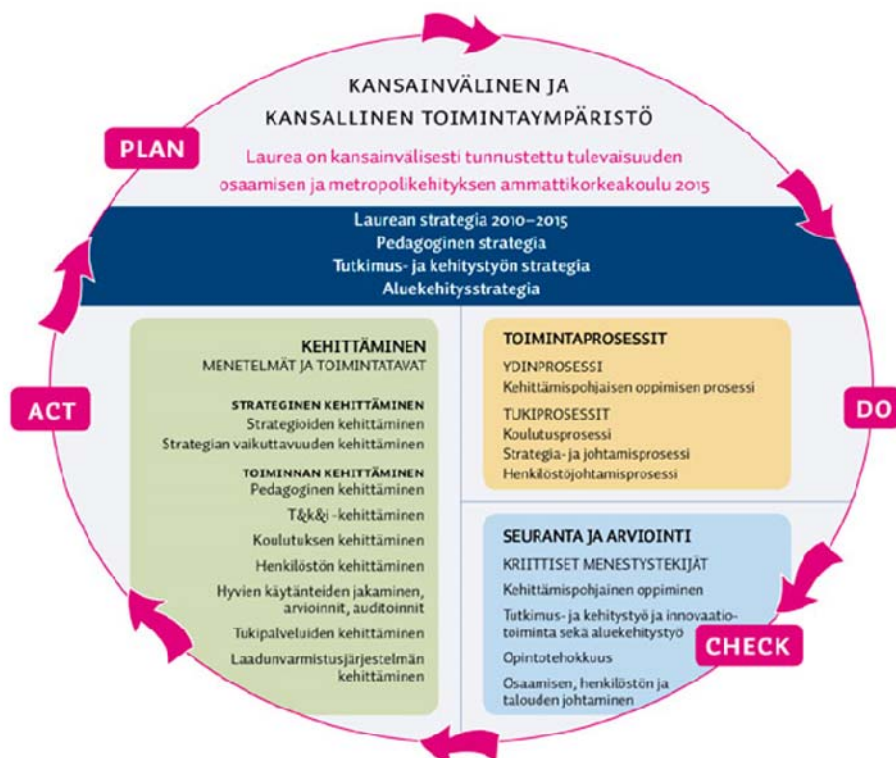 KANSAINVÄLINEN JA
KANSALLINEN TOIMINTAYMPÄRISTÖ
PLAN
Laurea on kansainvälisesti tunnustettu tulevaisuuden
osaamisen ja metropolikehityksen ammattikorkeakoulu 2015
Laurean strategia 2010–2015
Pedagoginen strategia
Tutkimus- ja kehitystyön strategia
Aluekehitysstrategia
ACT
KEHITTÄMINEN
MENETELMÄT JA TOIMINTATAVAT
STRATEGINEN KEHITTÄMINEN
Strategioiden kehittäminen
Strategian vaikuttavuuden kehittäminen
TOIMINNAN KEHITTÄMINEN
Pedagoginen kehittäminen
T&k&i -kehittäminen
Koulutuksen kehittäminen
Henkilöstön kehittäminen
Hyvien käytänteiden jakaminen,
arvioinnit, auditoinnit
Tukipalveluiden kehittäminen
Laadunvarmistusjärjestelmän
kehittäminen
TOIMINTAPROSESSIT
YDINPROSESSI
Kehittämispohjaisen oppimisen prosessi
TUKIPROSESSIT
Koulutusprosessi
Strategia- ja johtamisprosessi
Henkilöstöjohtamisprosessi
DO
SEURANTA JA ARVIOINTI
KRIITTISET MENESTYSTEKIJÄT
Kehittämispohjainen oppiminen
Tutkimus- ja kehitystyö ja innovaatio-
toiminta sekä aluekehitystyö
Opintotehokkuus
Osaamisen, henkilöstön ja
talouden johtaminen
CHECK